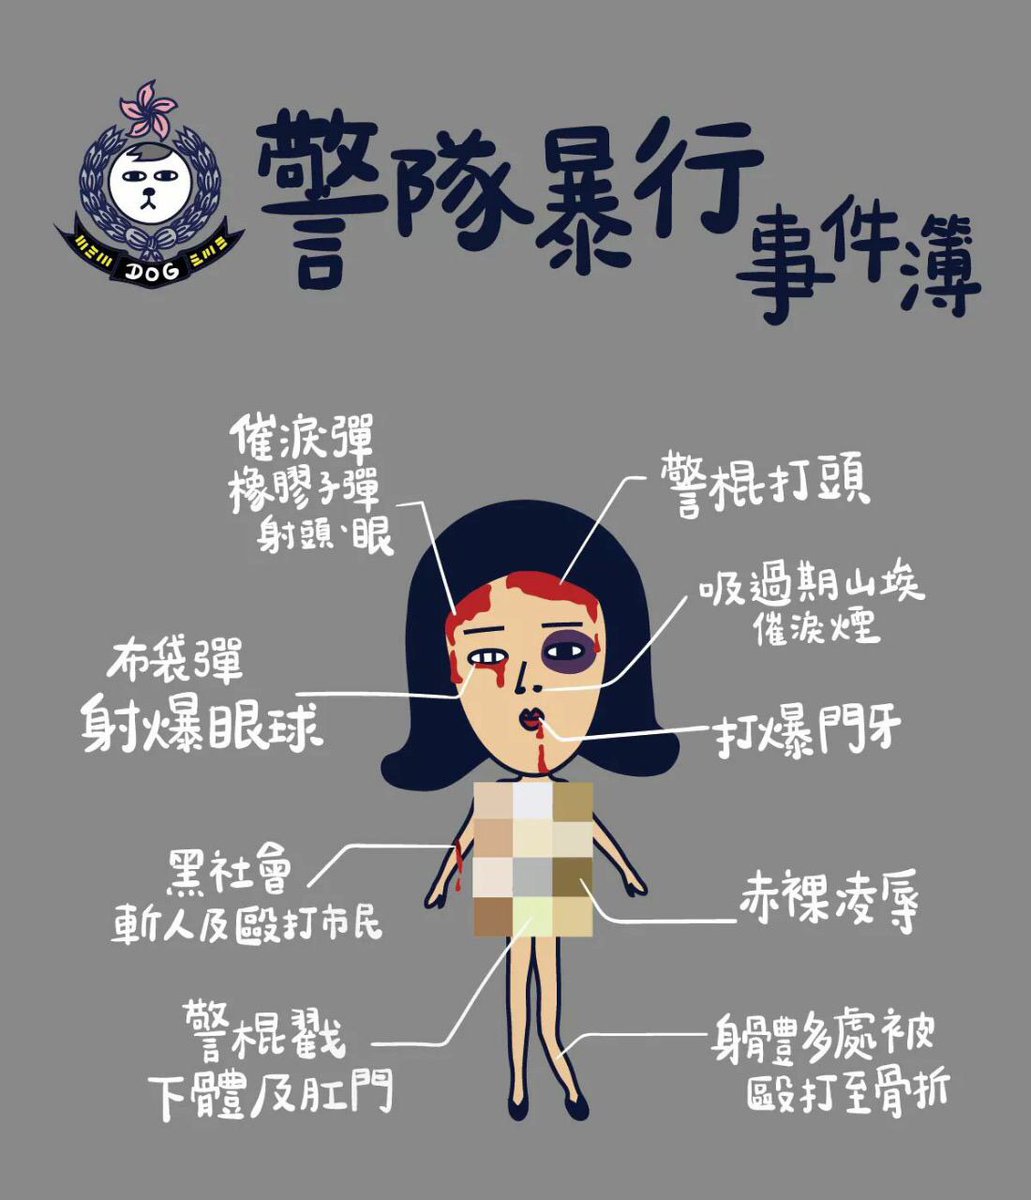 DOG
警隊暴行
事件簿
催淚彈
橡膠子彈
射頭、眼
警棍打頭
吸過期山埃
催淚煙
布袋彈
射爆眼球
打爆門牙
黑社會
斬人及毆打市民
赤裸凌辱
警棍戳
下體及肛門
身體多處被
毆打至骨折